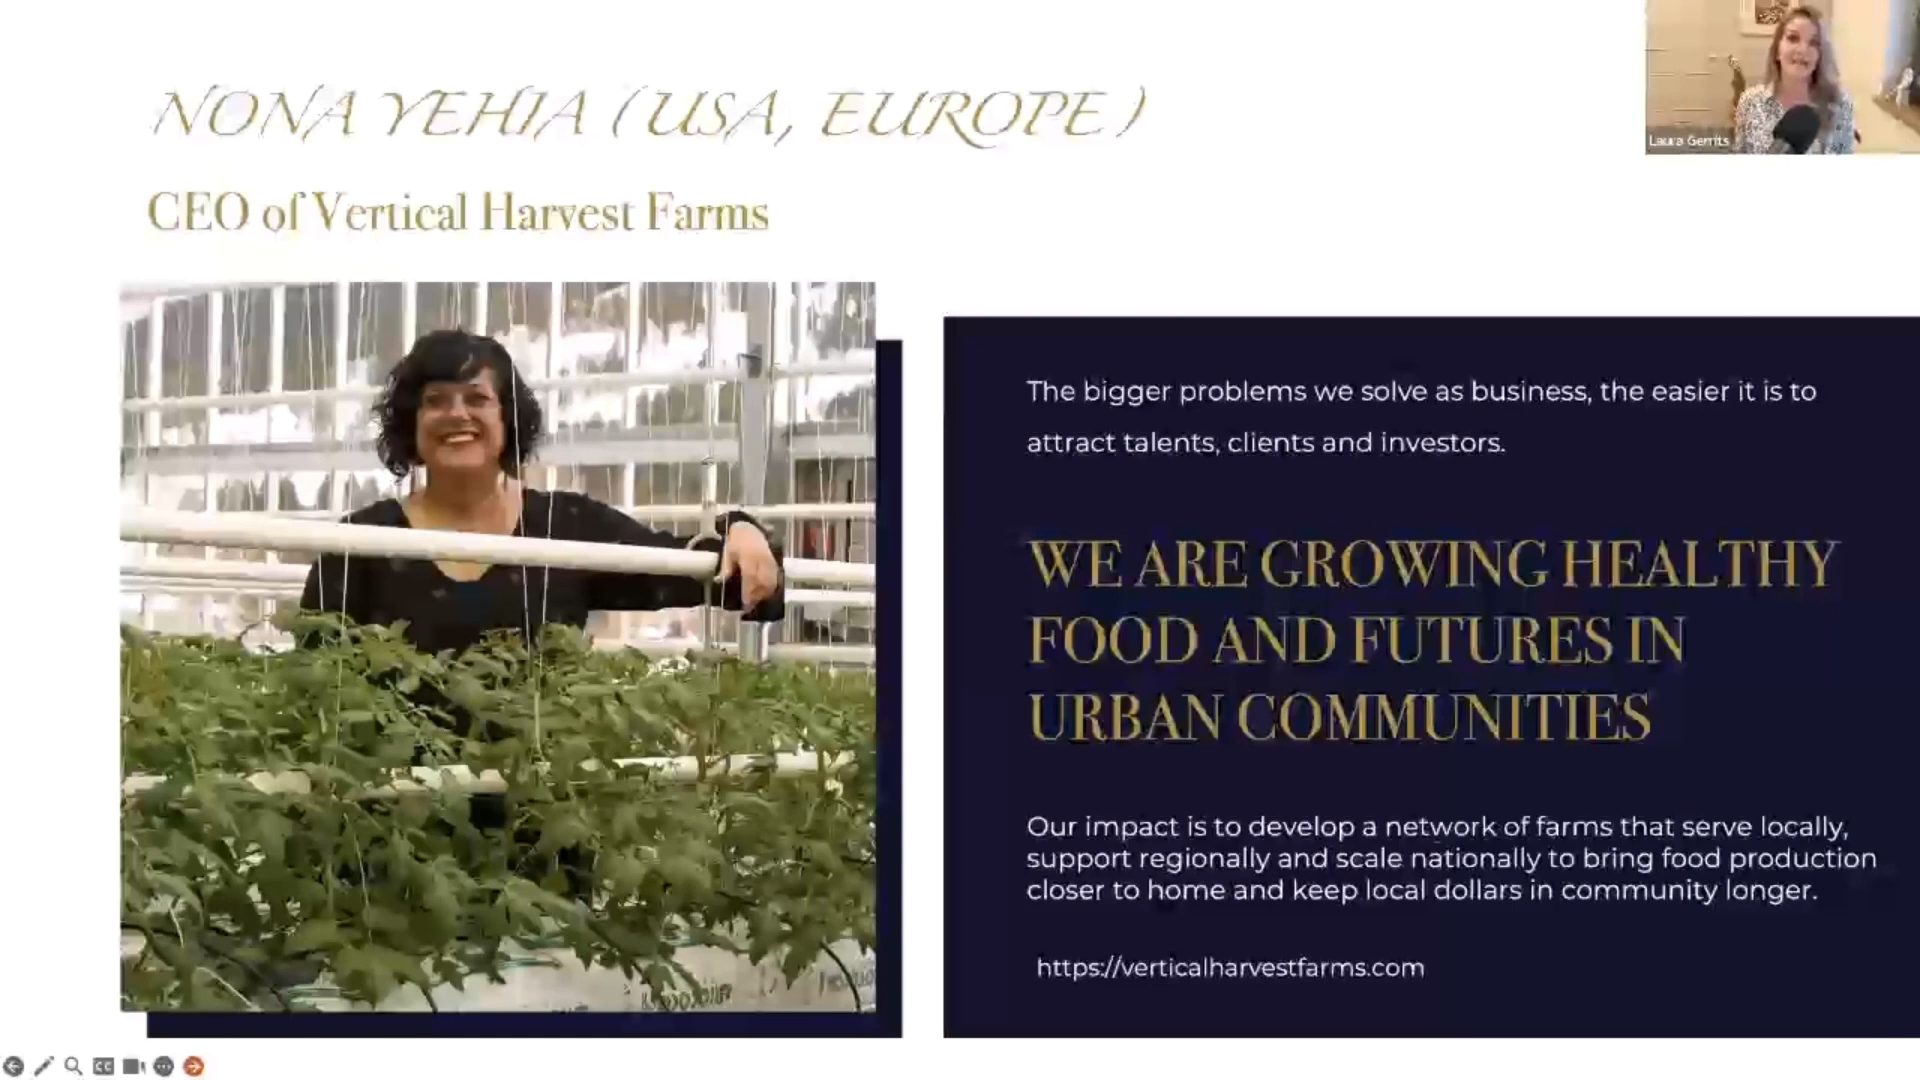 NONA YEHIA (USA, EUROPE)
CEO of Vertical Harvest Farms
Laura Gerrits
The bigger problems we solve as business, the easier it is to
attract talents, clients and investors.
WE ARE GROWING HEALTHY
FOOD AND FUTURES IN
URBAN COMMUNITIES
Our impact is to develop a network of farms that serve locally,
support regionally and scale nationally to bring food production
closer to home and keep local dollars in community longer.
https://verticalharvestfarms.com
CC